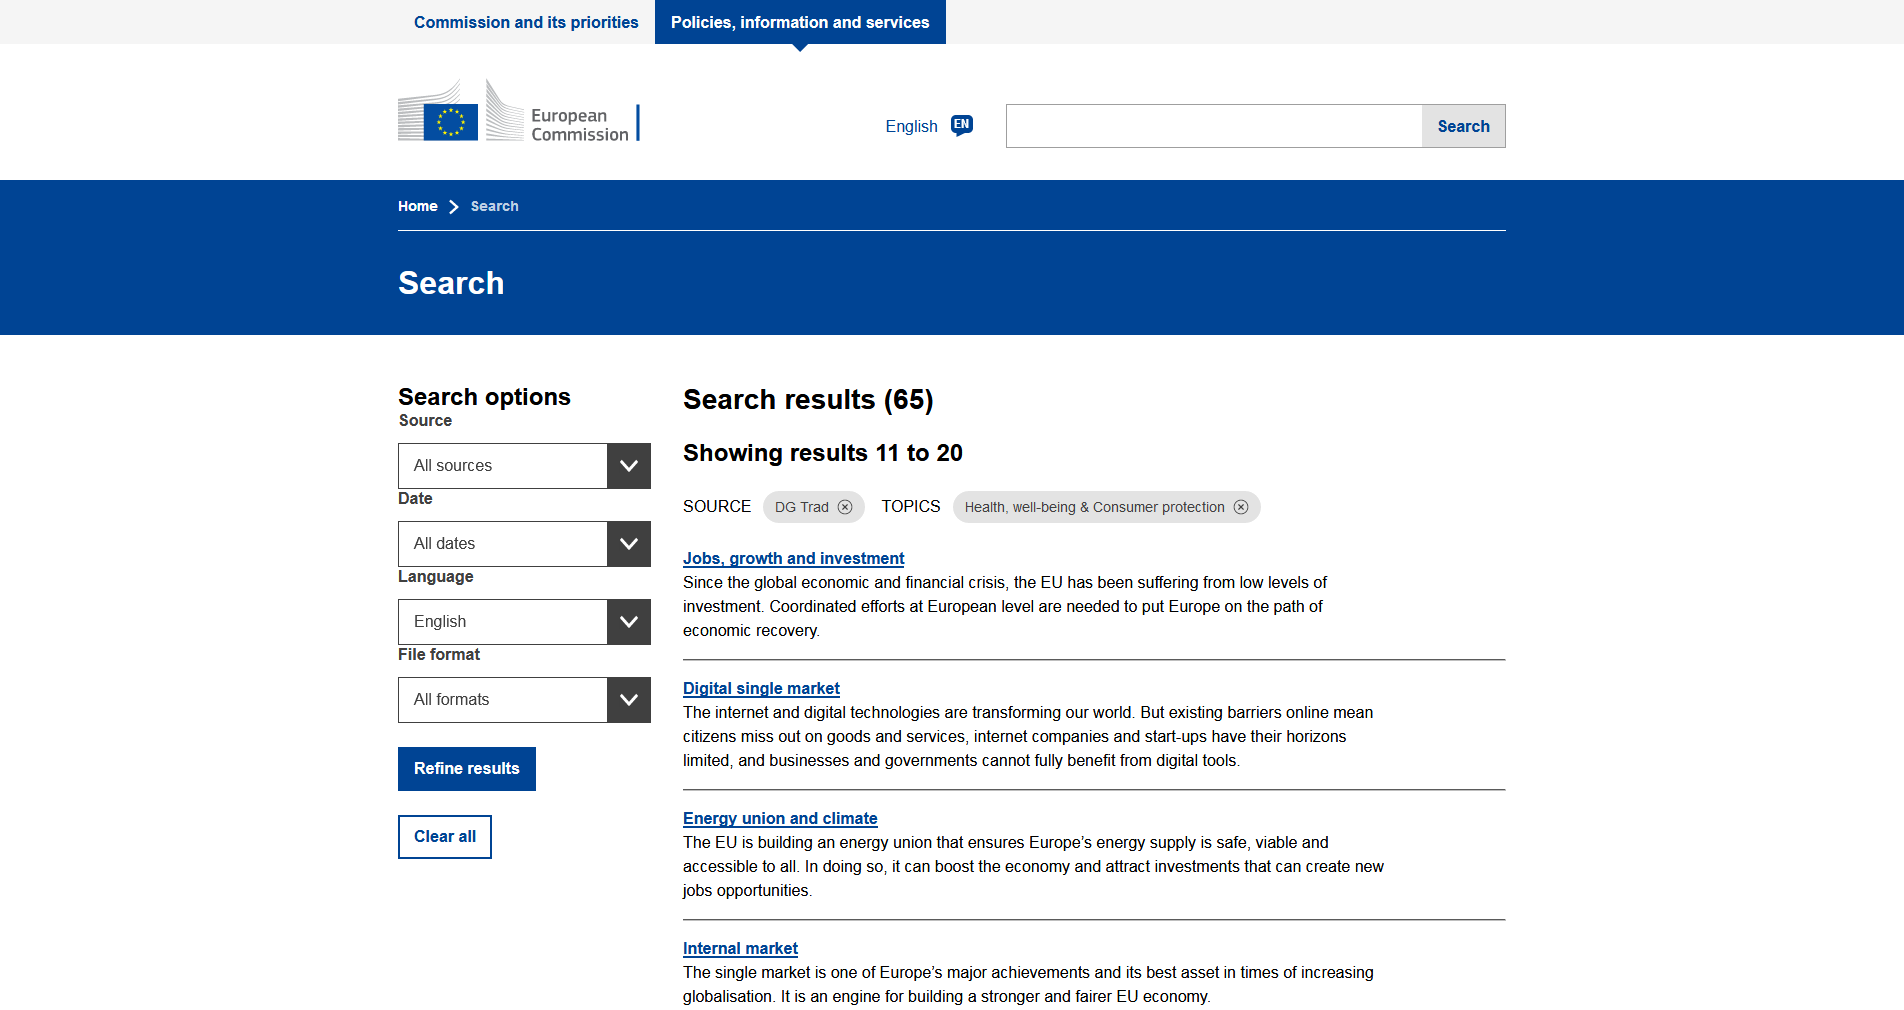 Commission and its priorities
Policies, information and services
European
Commission
English EN
Search
Home Search
Search
Search options
Source
All sources
Date
All dates
Language
English
File format
All formats
Refine results
Clear all
Search results (65)
Showing results 11 to 20
SOURCE DG Trad TOPICS Health, well-being & Consumer protection
Jobs, growth and investment
Since the global economic and financial crisis, the EU has been suffering from low levels of
investment. Coordinated efforts at European level are needed to put Europe on the path of
economic recovery.
Digital single market
The internet and digital technologies are transforming our world. But existing barriers online mean
citizens miss out on goods and services, internet companies and start-ups have their horizons
limited, and businesses and governments cannot fully benefit from digital tools.
Energy union and climate
The EU is building an energy union that ensures Europe’s energy supply is safe, viable and
accessible to all. In doing so, it can boost the economy and attract investments that can create new
jobs opportunities.
Internal market
The single market is one of Europe’s major achievements and its best asset in times of increasing
globalisation. It is an engine for building a stronger and fairer EU economy.